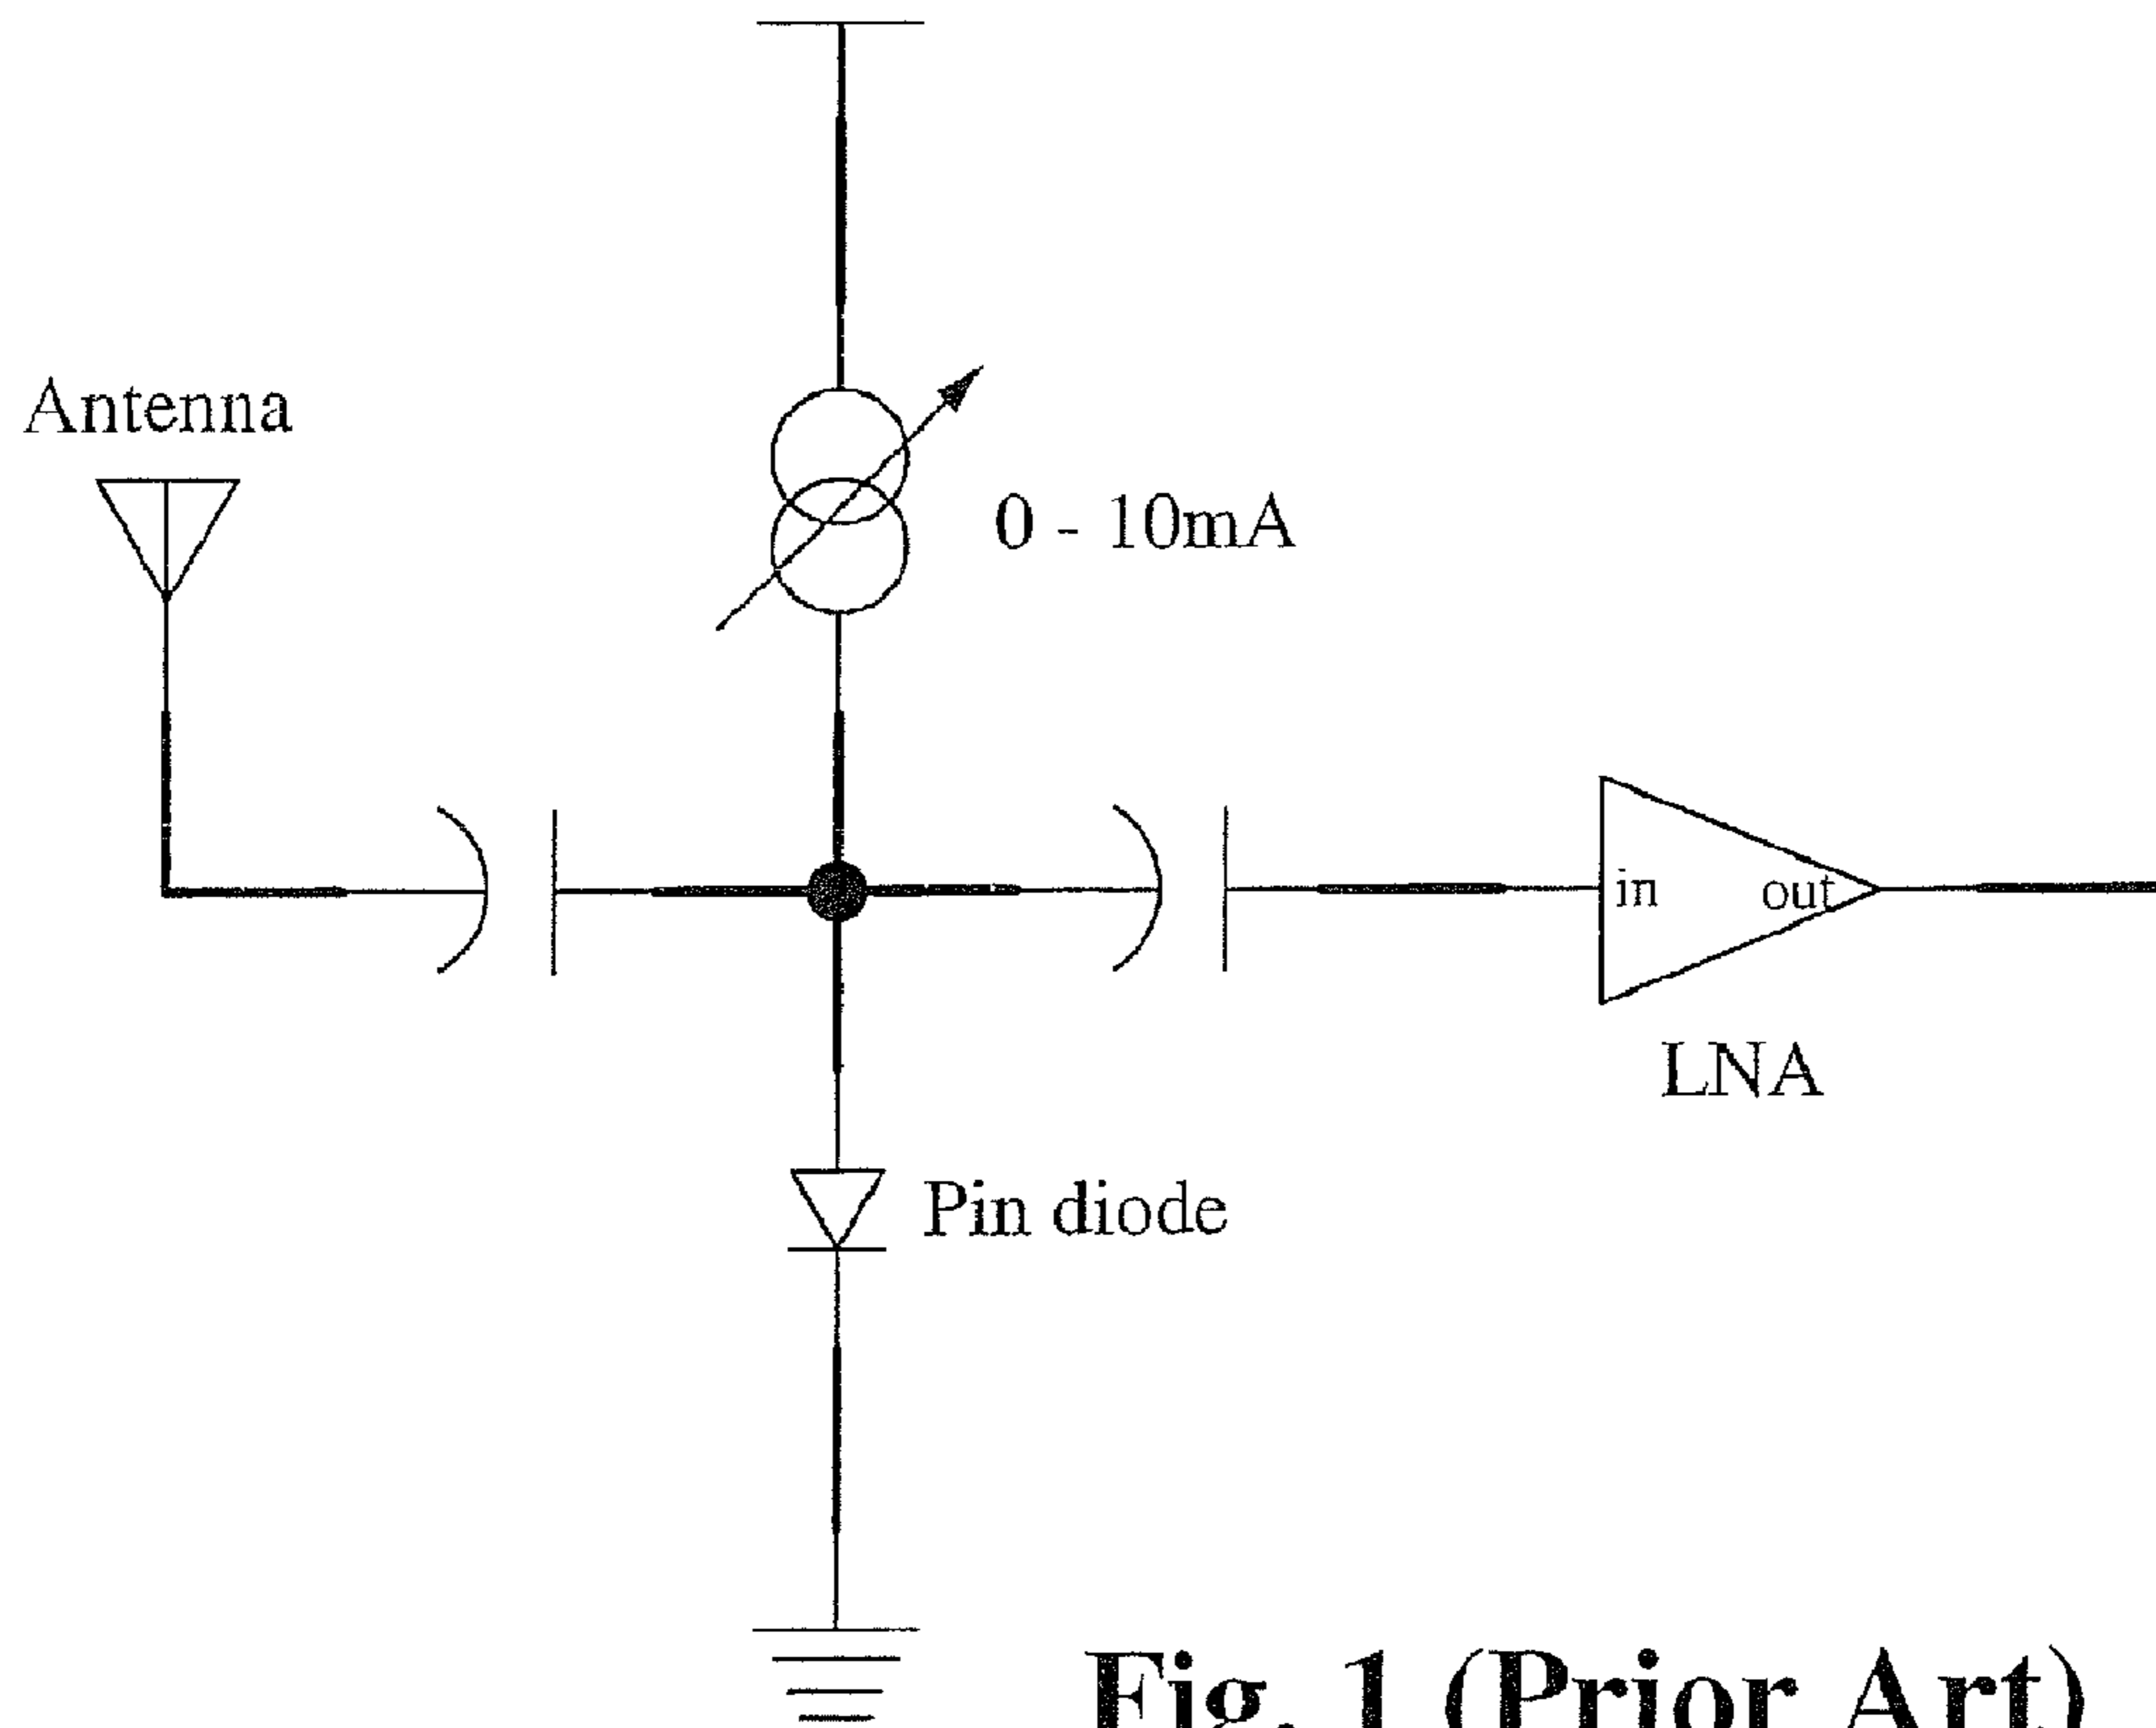 Antenna
0 - 10mA
in
out
LNA
Pin diode
Fig. 1 (Prior Art)